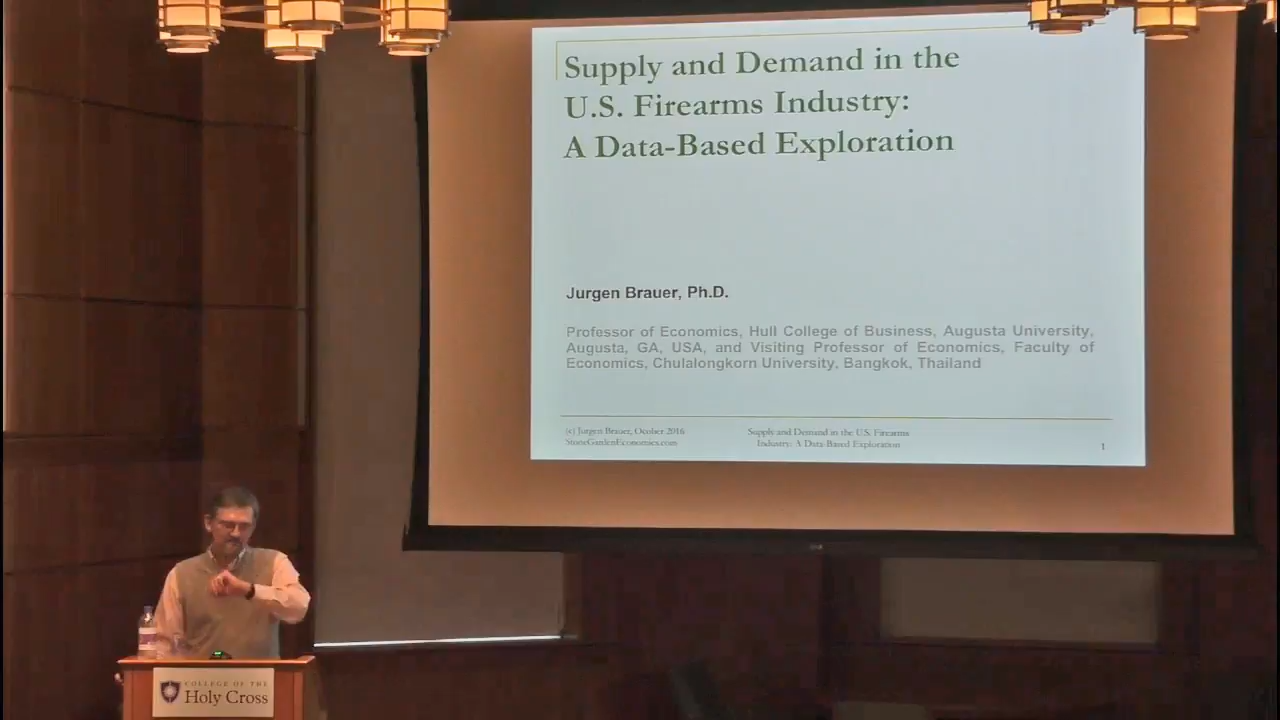 Supply and Demand in the
U.S. Firearms Industry:
A Data-Based Exploration
Jurgen Brauer, Ph.D.
Professor of Economics, Hull College of Business, Augusta University,
Augusta, GA, USA, and Visiting Professor of Economics, Faculty of
Economics, Chulalongkorn University, Bangkok, Thailand
(c) Jurgen Brauer, Ocotber 2016
StoneGardenEconomics.com
Supply and Demand in the U.S. Firearms
Industry: A Data-Based Exploration
1
COLLEGE OF THE
Holy Cross